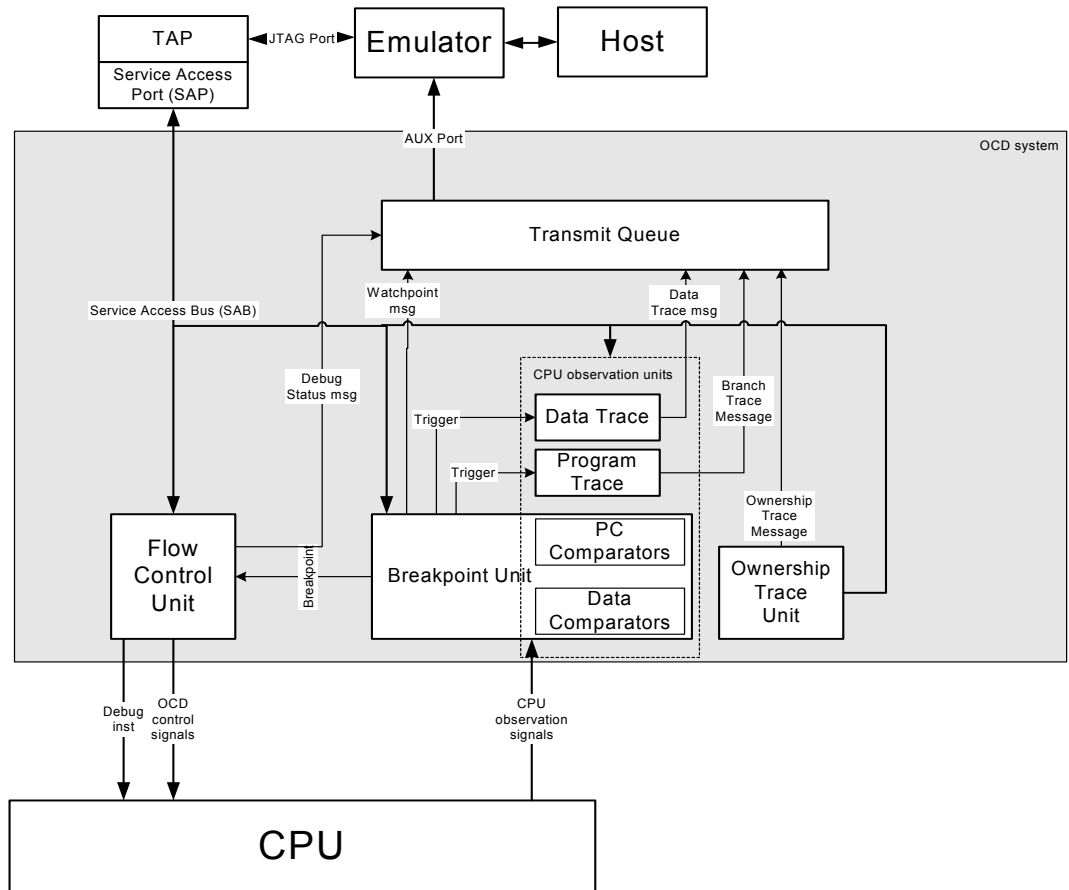 TAP
JTAG Port
Emulator
Host
Service Access
Port (SAP)
AUX Port
OCD system
Transmit Queue
Watchpoint
msg
Data
Trace msg
Service Access Bus (SAB)
Debug
Status msg
CPU observation units
Branch
Trace
Message
Trigger
Data Trace
Trigger
Program
Trace
Ownership
Trace
Message
Flow
Control
Unit
Breakpoint
Breakpoint Unit
PC
Comparators
Data
Comparators
Ownership
Trace
Unit
Debug
inst
OCD
control
signals
CPU
observation
signals
CPU